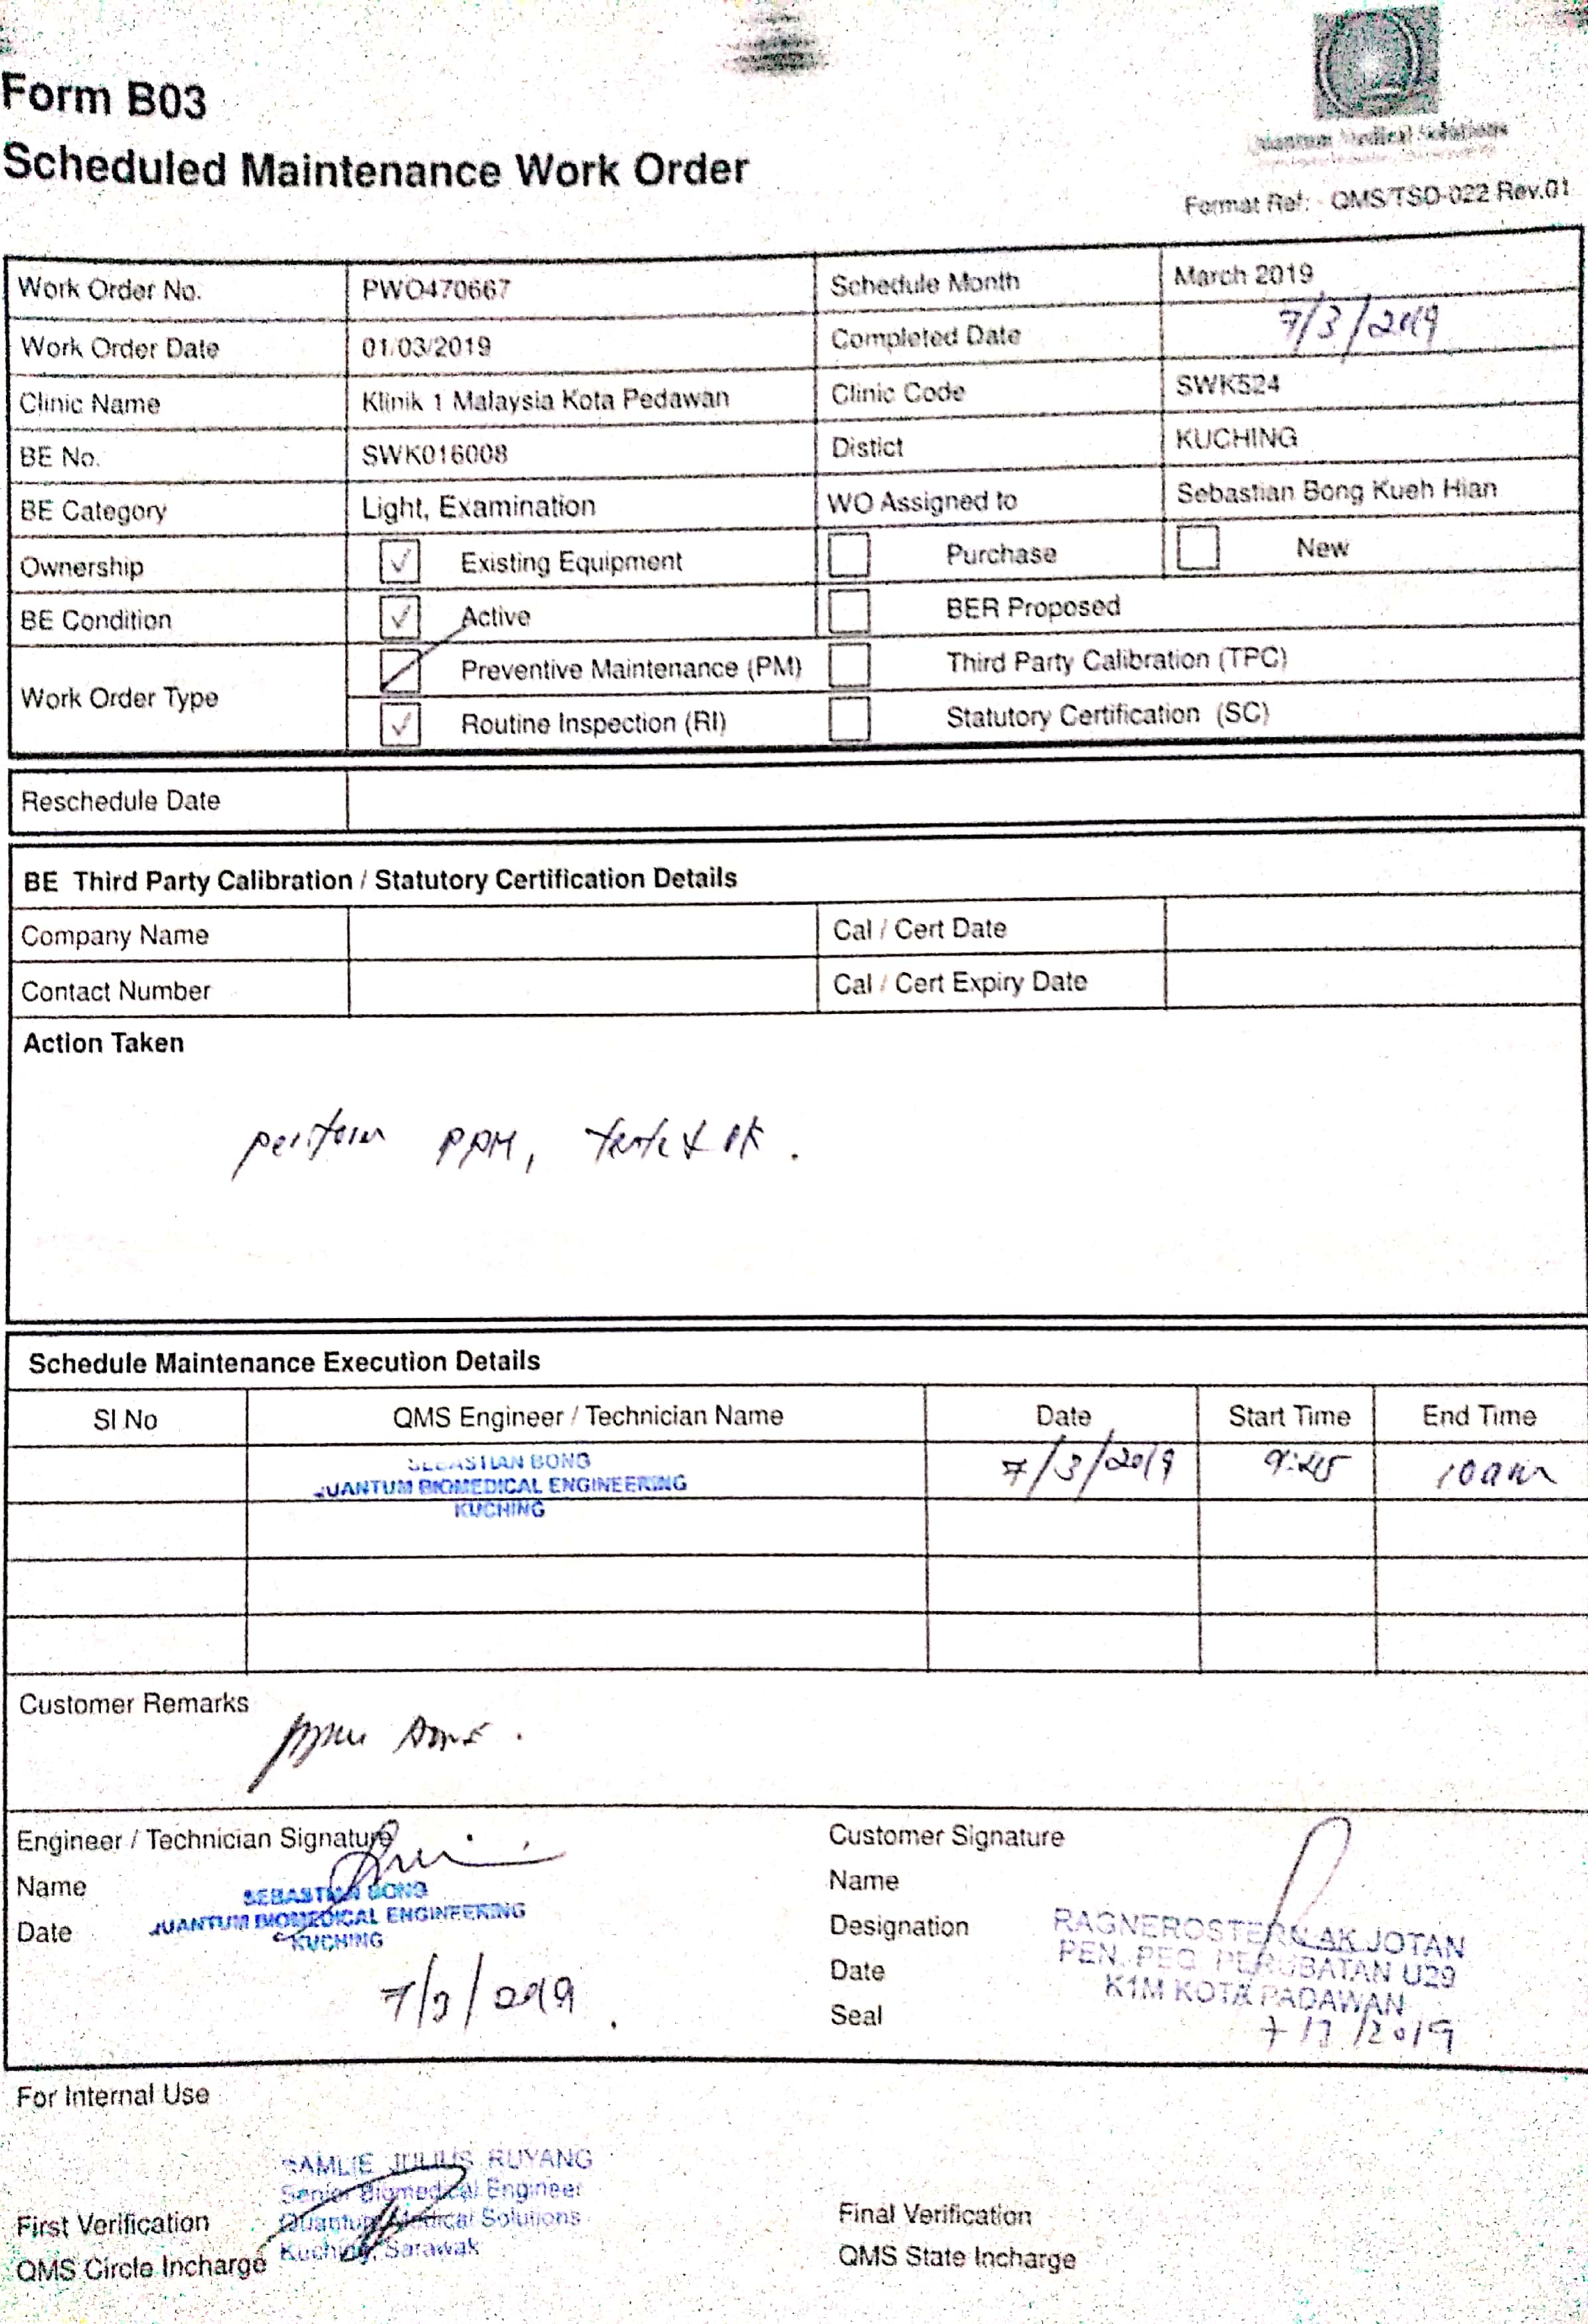 Form B03
Scheduled Maintenance Work Order
Quantum Medical Solutions
Format Ref: QMS/TSD-022 Rev.01
Work Order No. PWO470667 Schedule Month March 2019
Work Order Date 01/03/2019 Completed Date 7/3/2019
Clinic Name Klinik 1 Malaysia Kota Pedawan Clinic Code SWK524
BE No. SWK016008 Distict KUCHING
BE Category Light, Examination WO Assigned to Sebastian Bong Kueh Hian
Ownership ✓ Existing Equipment Purchase New
BE Condition ✓ Active BER Proposed
Work Order Type Preventive Maintenance (PM) Third Party Calibration (TPC)
✓ Routine Inspection (RI) Statutory Certification (SC)
Reschedule Date
BE Third Party Calibration / Statutory Certification Details
Company Name Cal / Cert Date
Contact Number Cal / Cert Expiry Date
Action Taken
perform PPM, tested ok.
Schedule Maintenance Execution Details
SI No QMS Engineer / Technician Name Date Start Time End Time
SEBASTIAN BONG 7/3/2019 9:45 10am
QUANTUM BIOMEDICAL ENGINEERING
KUCHING
Customer Remarks
ppm done.
Engineer / Technician Signature Customer Signature
Name SEBASTIAN BONG Name
Date QUANTUM BIOMEDICAL ENGINEERING
KUCHING
7/3/2019
Designation RAGNEROSTERN AK JOTAN
PEN. PEG. PERUBATAN U29
Date K1M KOTA PADAWAN
Seal 7/3/2019
For Internal Use
SAMLIE JULIUS RUYANG
Senior Biomedical Engineer
Quantum Medical Solutions
Kuching, Sarawak
First Verification Final Verification
QMS Circle Incharge QMS State Incharge